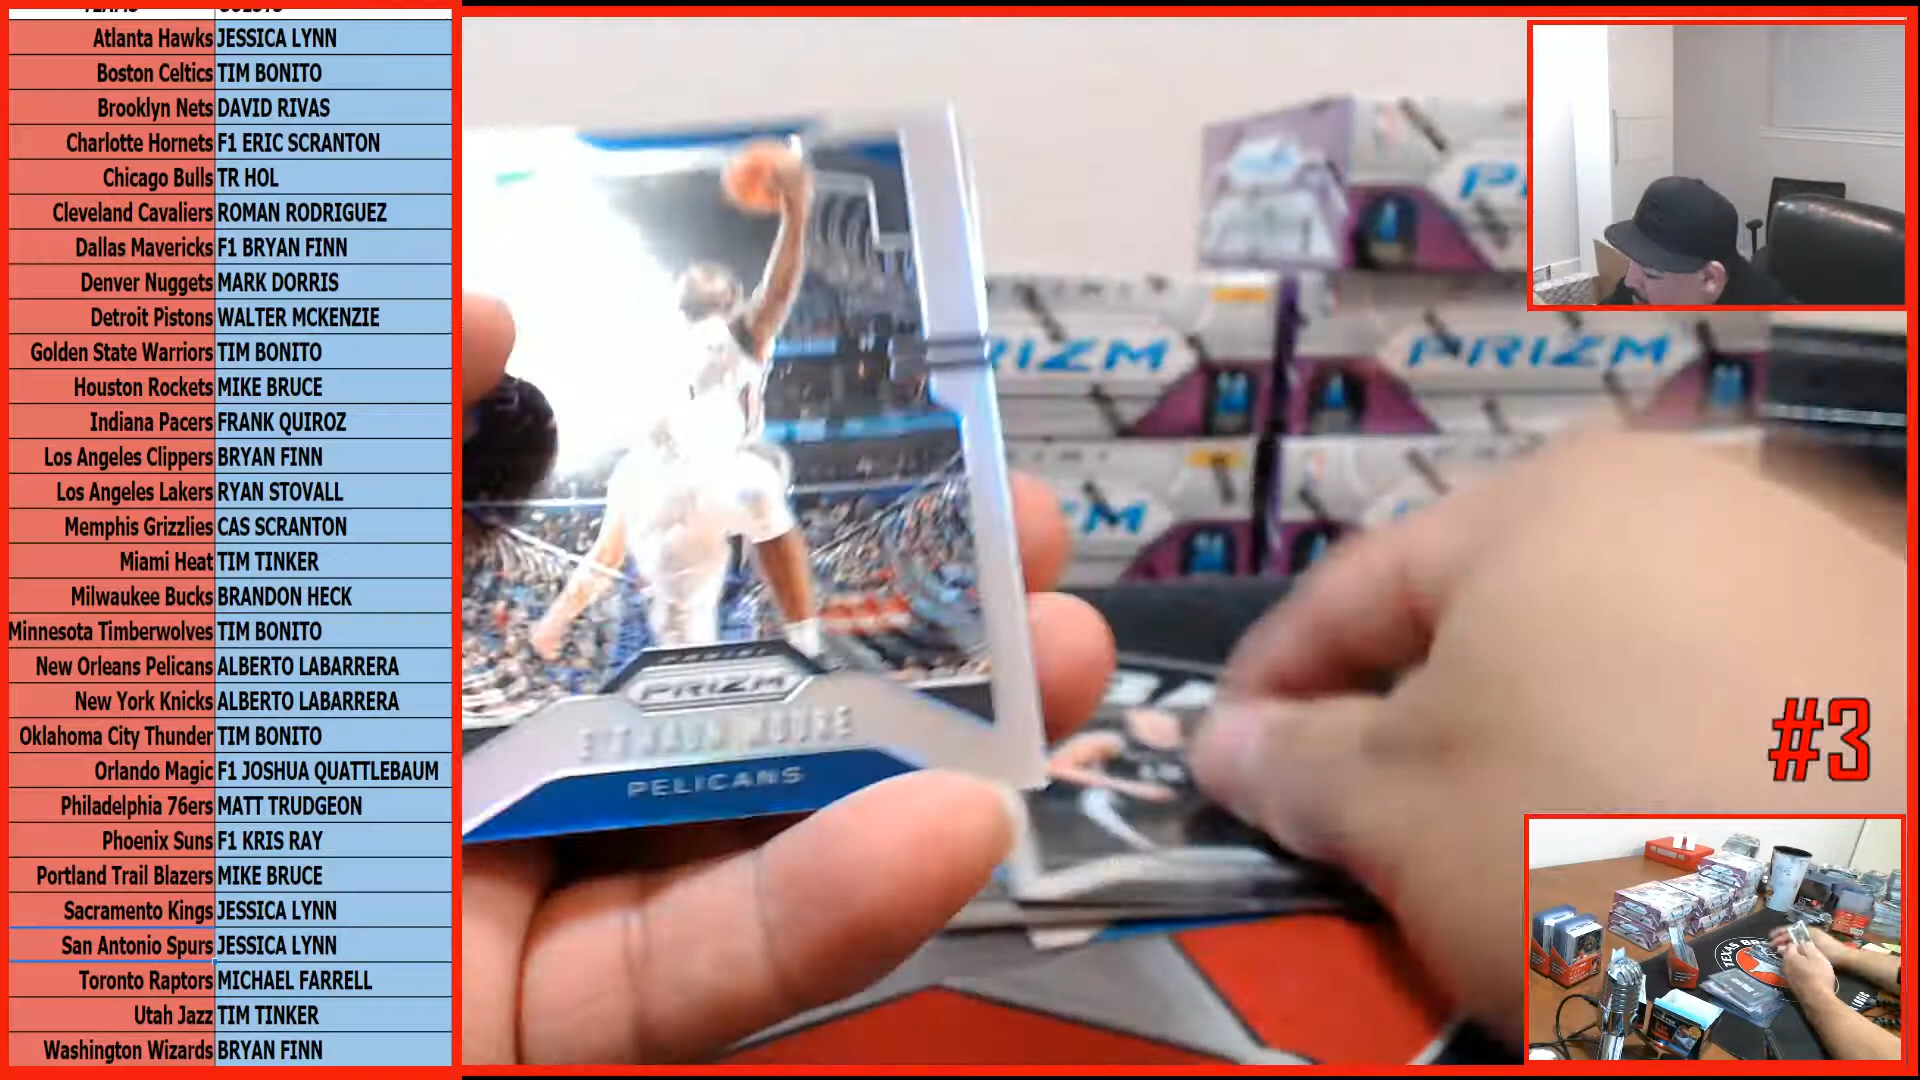 Atlanta Hawks JESSICA LYNN
Boston Celtics TIM BONITO
Brooklyn Nets DAVID RIVAS
Charlotte Hornets F1 ERIC SCRANTON
Chicago Bulls TR HOL
Cleveland Cavaliers ROMAN RODRIGUEZ
Dallas Mavericks F1 BRYAN FINN
Denver Nuggets MARK DORRIS
Detroit Pistons WALTER MCKENZIE
Golden State Warriors TIM BONITO
Houston Rockets MIKE BRUCE
Indiana Pacers FRANK QUIROZ
Los Angeles Clippers BRYAN FINN
Los Angeles Lakers RYAN STOVALL
Memphis Grizzlies CAS SCRANTON
Miami Heat TIM TINKER
Milwaukee Bucks BRANDON HECK
Minnesota Timberwolves TIM BONITO
New Orleans Pelicans ALBERTO LABARRERA
New York Knicks ALBERTO LABARRERA
Oklahoma City Thunder TIM BONITO
Orlando Magic F1 JOSHUA QUATTLEBAUM
Philadelphia 76ers MATT TRUDGEON
Phoenix Suns F1 KRIS RAY
Portland Trail Blazers MIKE BRUCE
Sacramento Kings JESSICA LYNN
San Antonio Spurs JESSICA LYNN
Toronto Raptors MICHAEL FARRELL
Utah Jazz TIM TINKER
Washington Wizards BRYAN FINN
PRIZM
PELICANS
PRIZM
#3
TEXAS